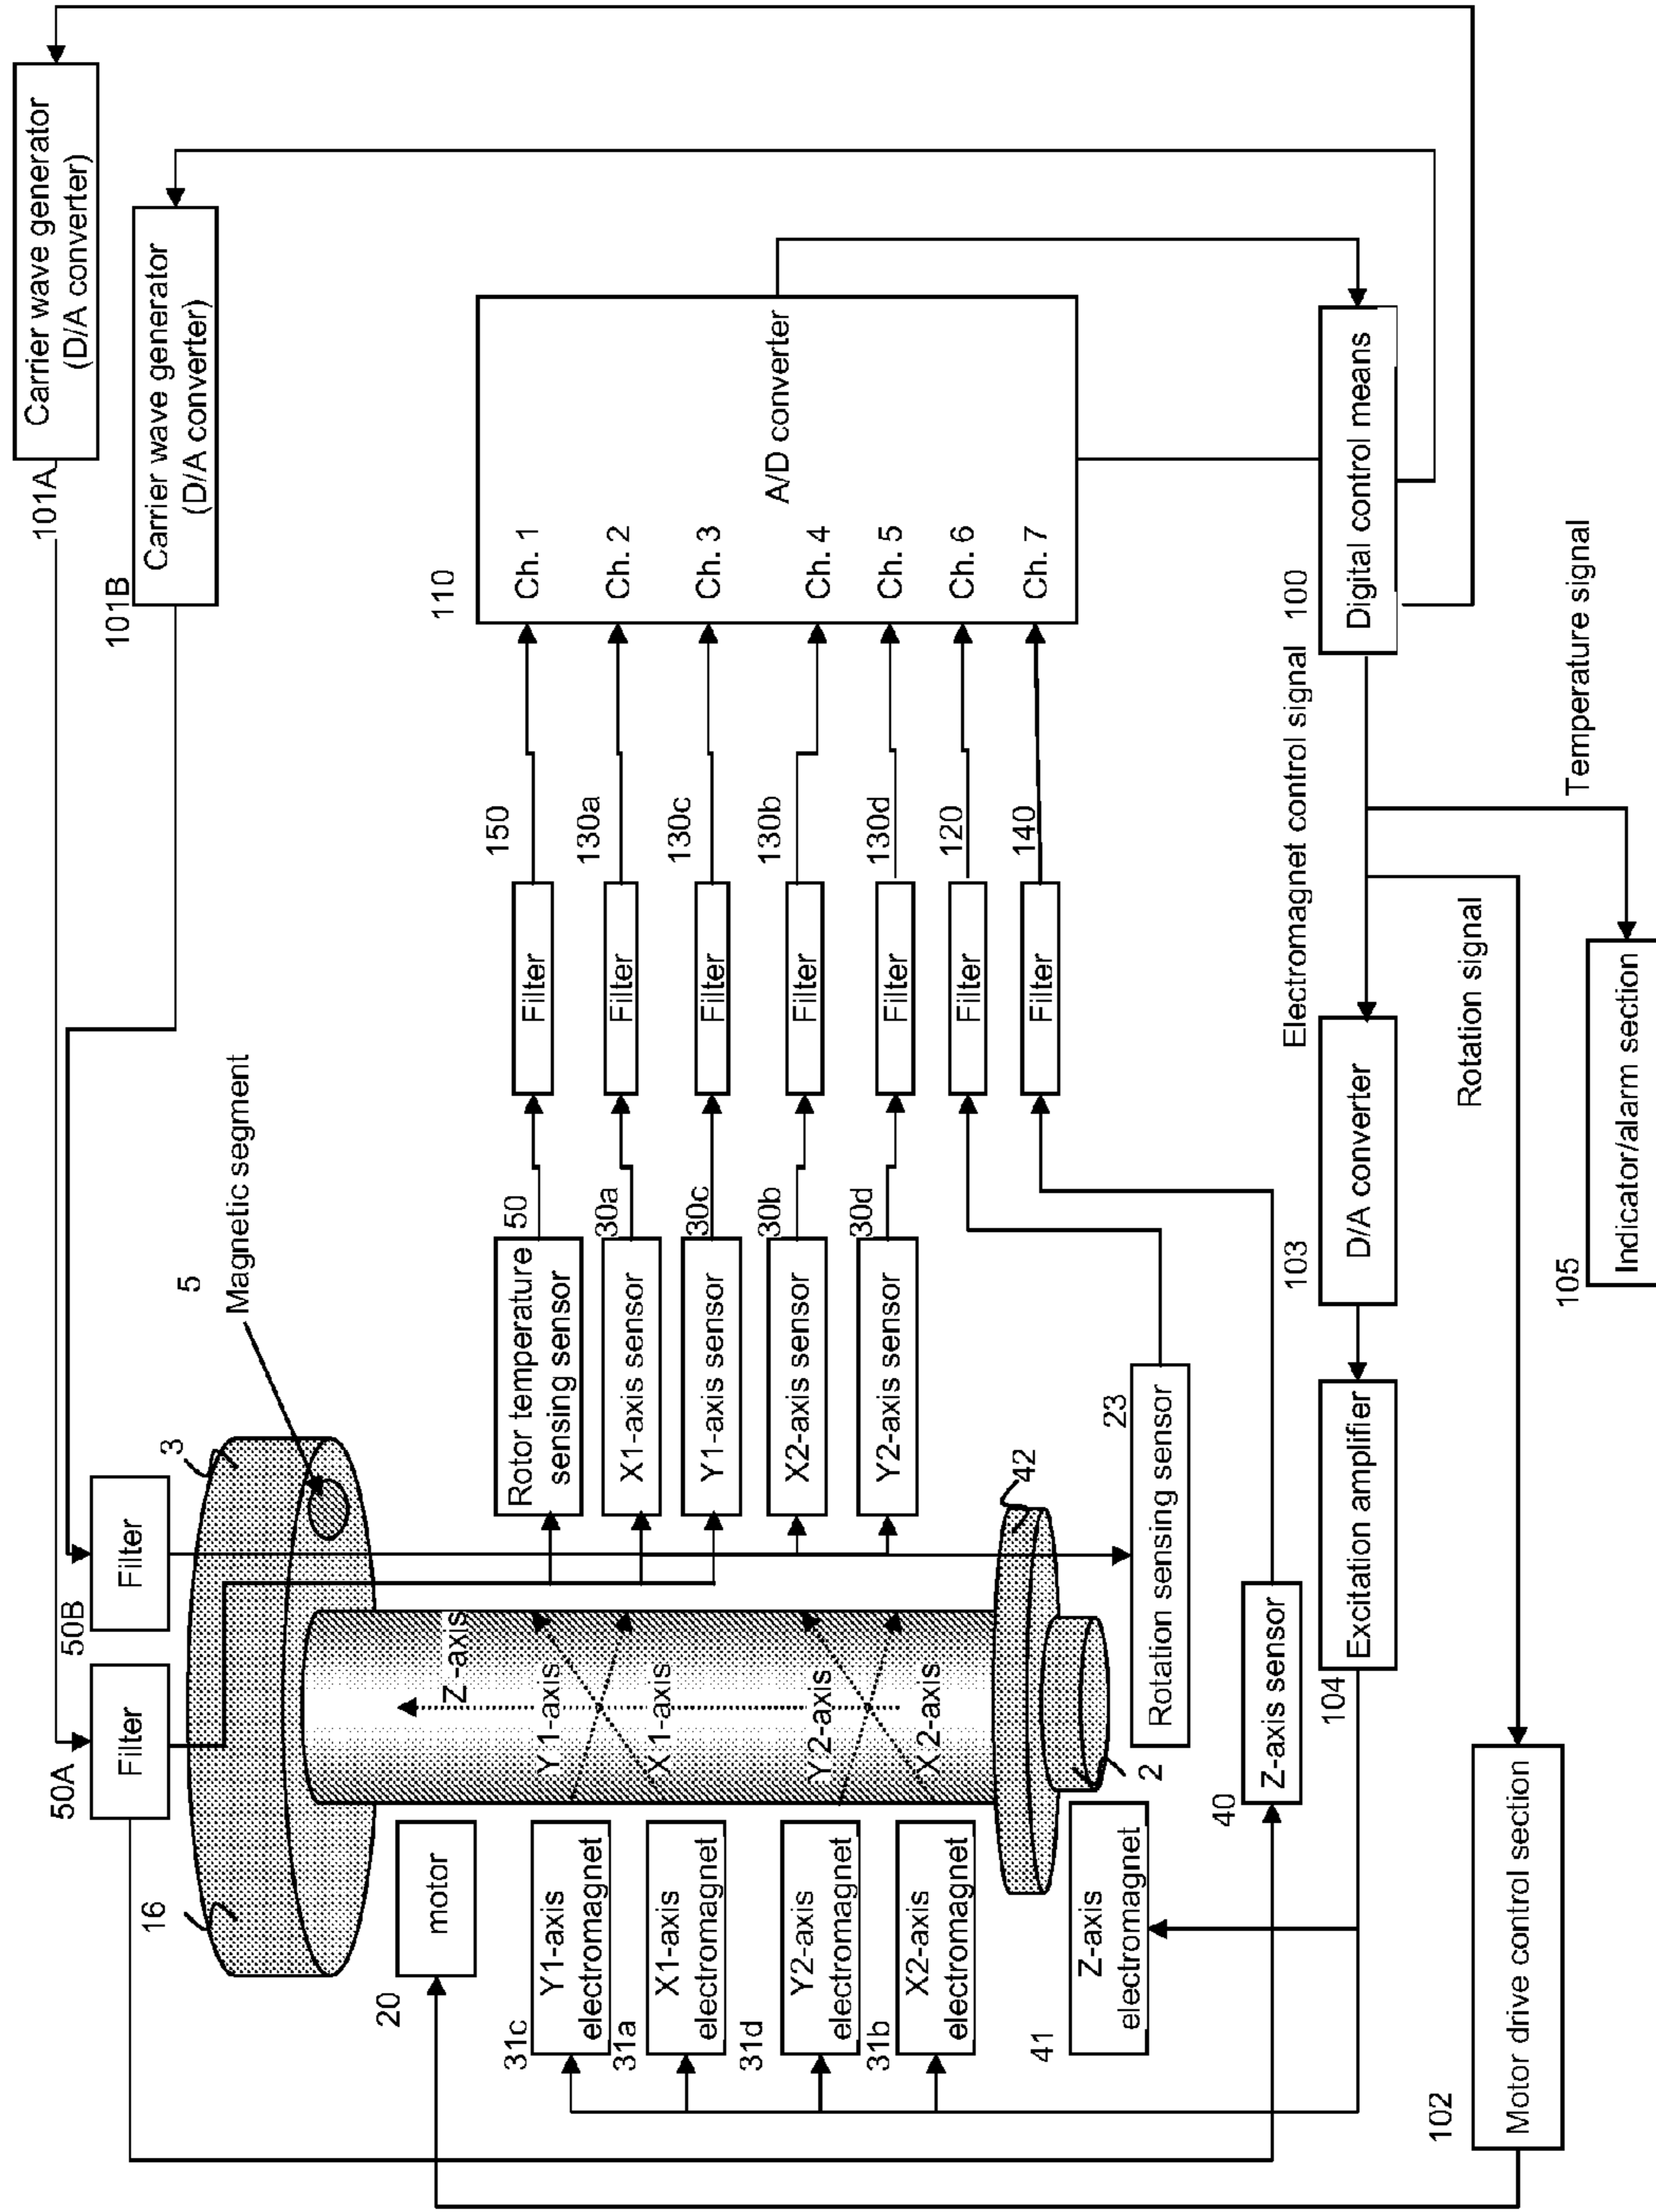 Carrier wave generator
(D/A converter)
101A
Carrier wave generator
(D/A converter)
101B
50A
Filter
50B
Filter
16
3
5
Magnetic segment
20
motor
31c
Y1-axis
electromagnet
31a
X1-axis
electromagnet
31d
Y2-axis
electromagnet
31b
X2-axis
electromagnet
41
Z-axis
electromagnet
Z-axis
Y1-axis
X1-axis
Y2-axis
X2-axis
2
42
Rotor temperature
sensing sensor
50
X1-axis sensor
30a
Y1-axis sensor
30c
X2-axis sensor
30b
Y2-axis sensor
30d
Rotation sensing sensor
23
40
Z-axis sensor
Filter
150
Filter
130a
Filter
130c
Filter
130b
Filter
130d
Filter
120
Filter
140
110
Ch. 1
Ch. 2
Ch. 3
Ch. 4
Ch. 5
Ch. 6
Ch. 7
A/D converter
104
Excitation amplifier
103
D/A converter
Electromagnet control signal
100
Digital control means
Rotation signal
Temperature signal
102
Motor drive control section
105
Indicator/alarm section